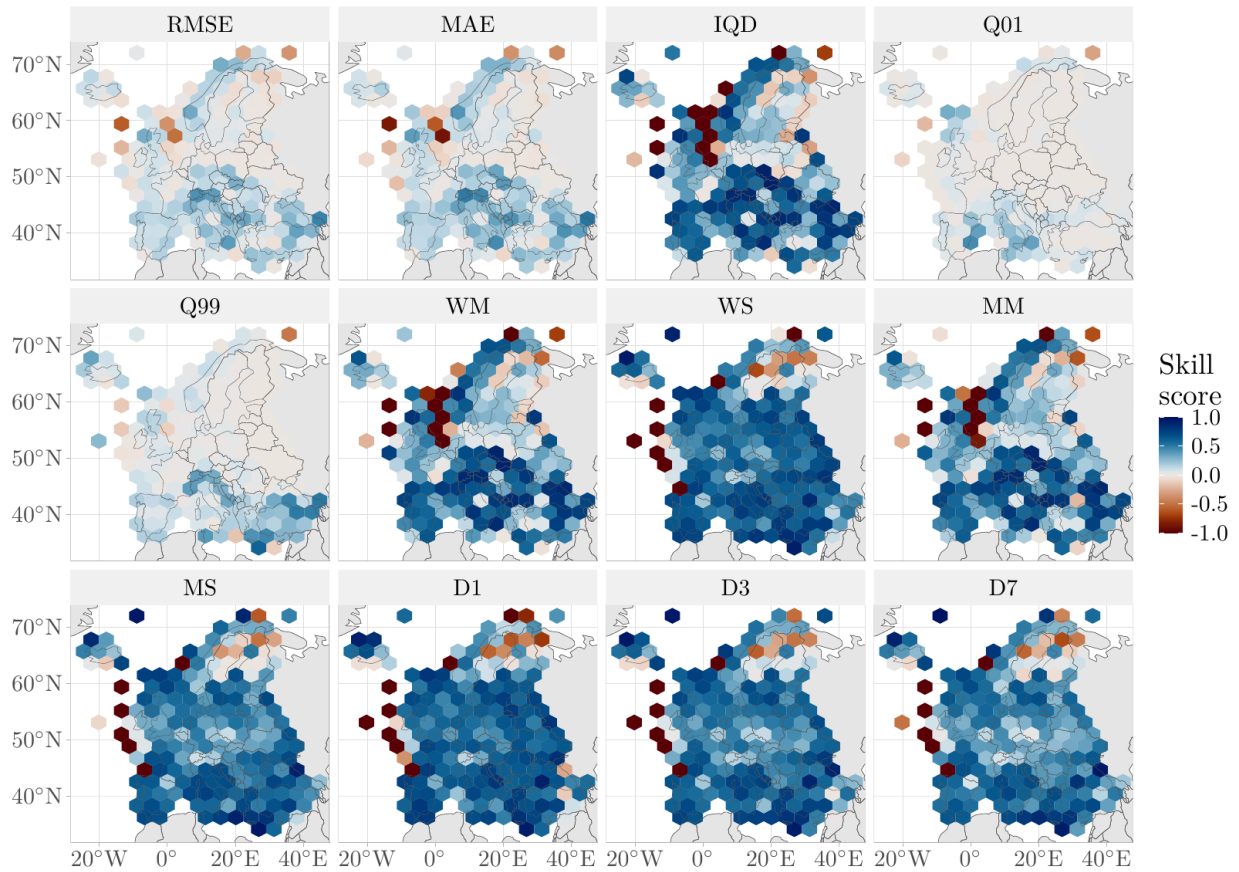 RMSE MAE IQD Q01
70°N
60°N
50°N
40°N
Q99 WM WS MM
70°N
60°N
50°N
40°N
Skill
score
1.0
0.5
0.0
-0.5
-1.0
MS D1 D3 D7
70°N
60°N
50°N
40°N
20°W 0° 20°E 40°E 20°W 0° 20°E 40°E 20°W 0° 20°E 40°E 20°W 0° 20°E 40°E